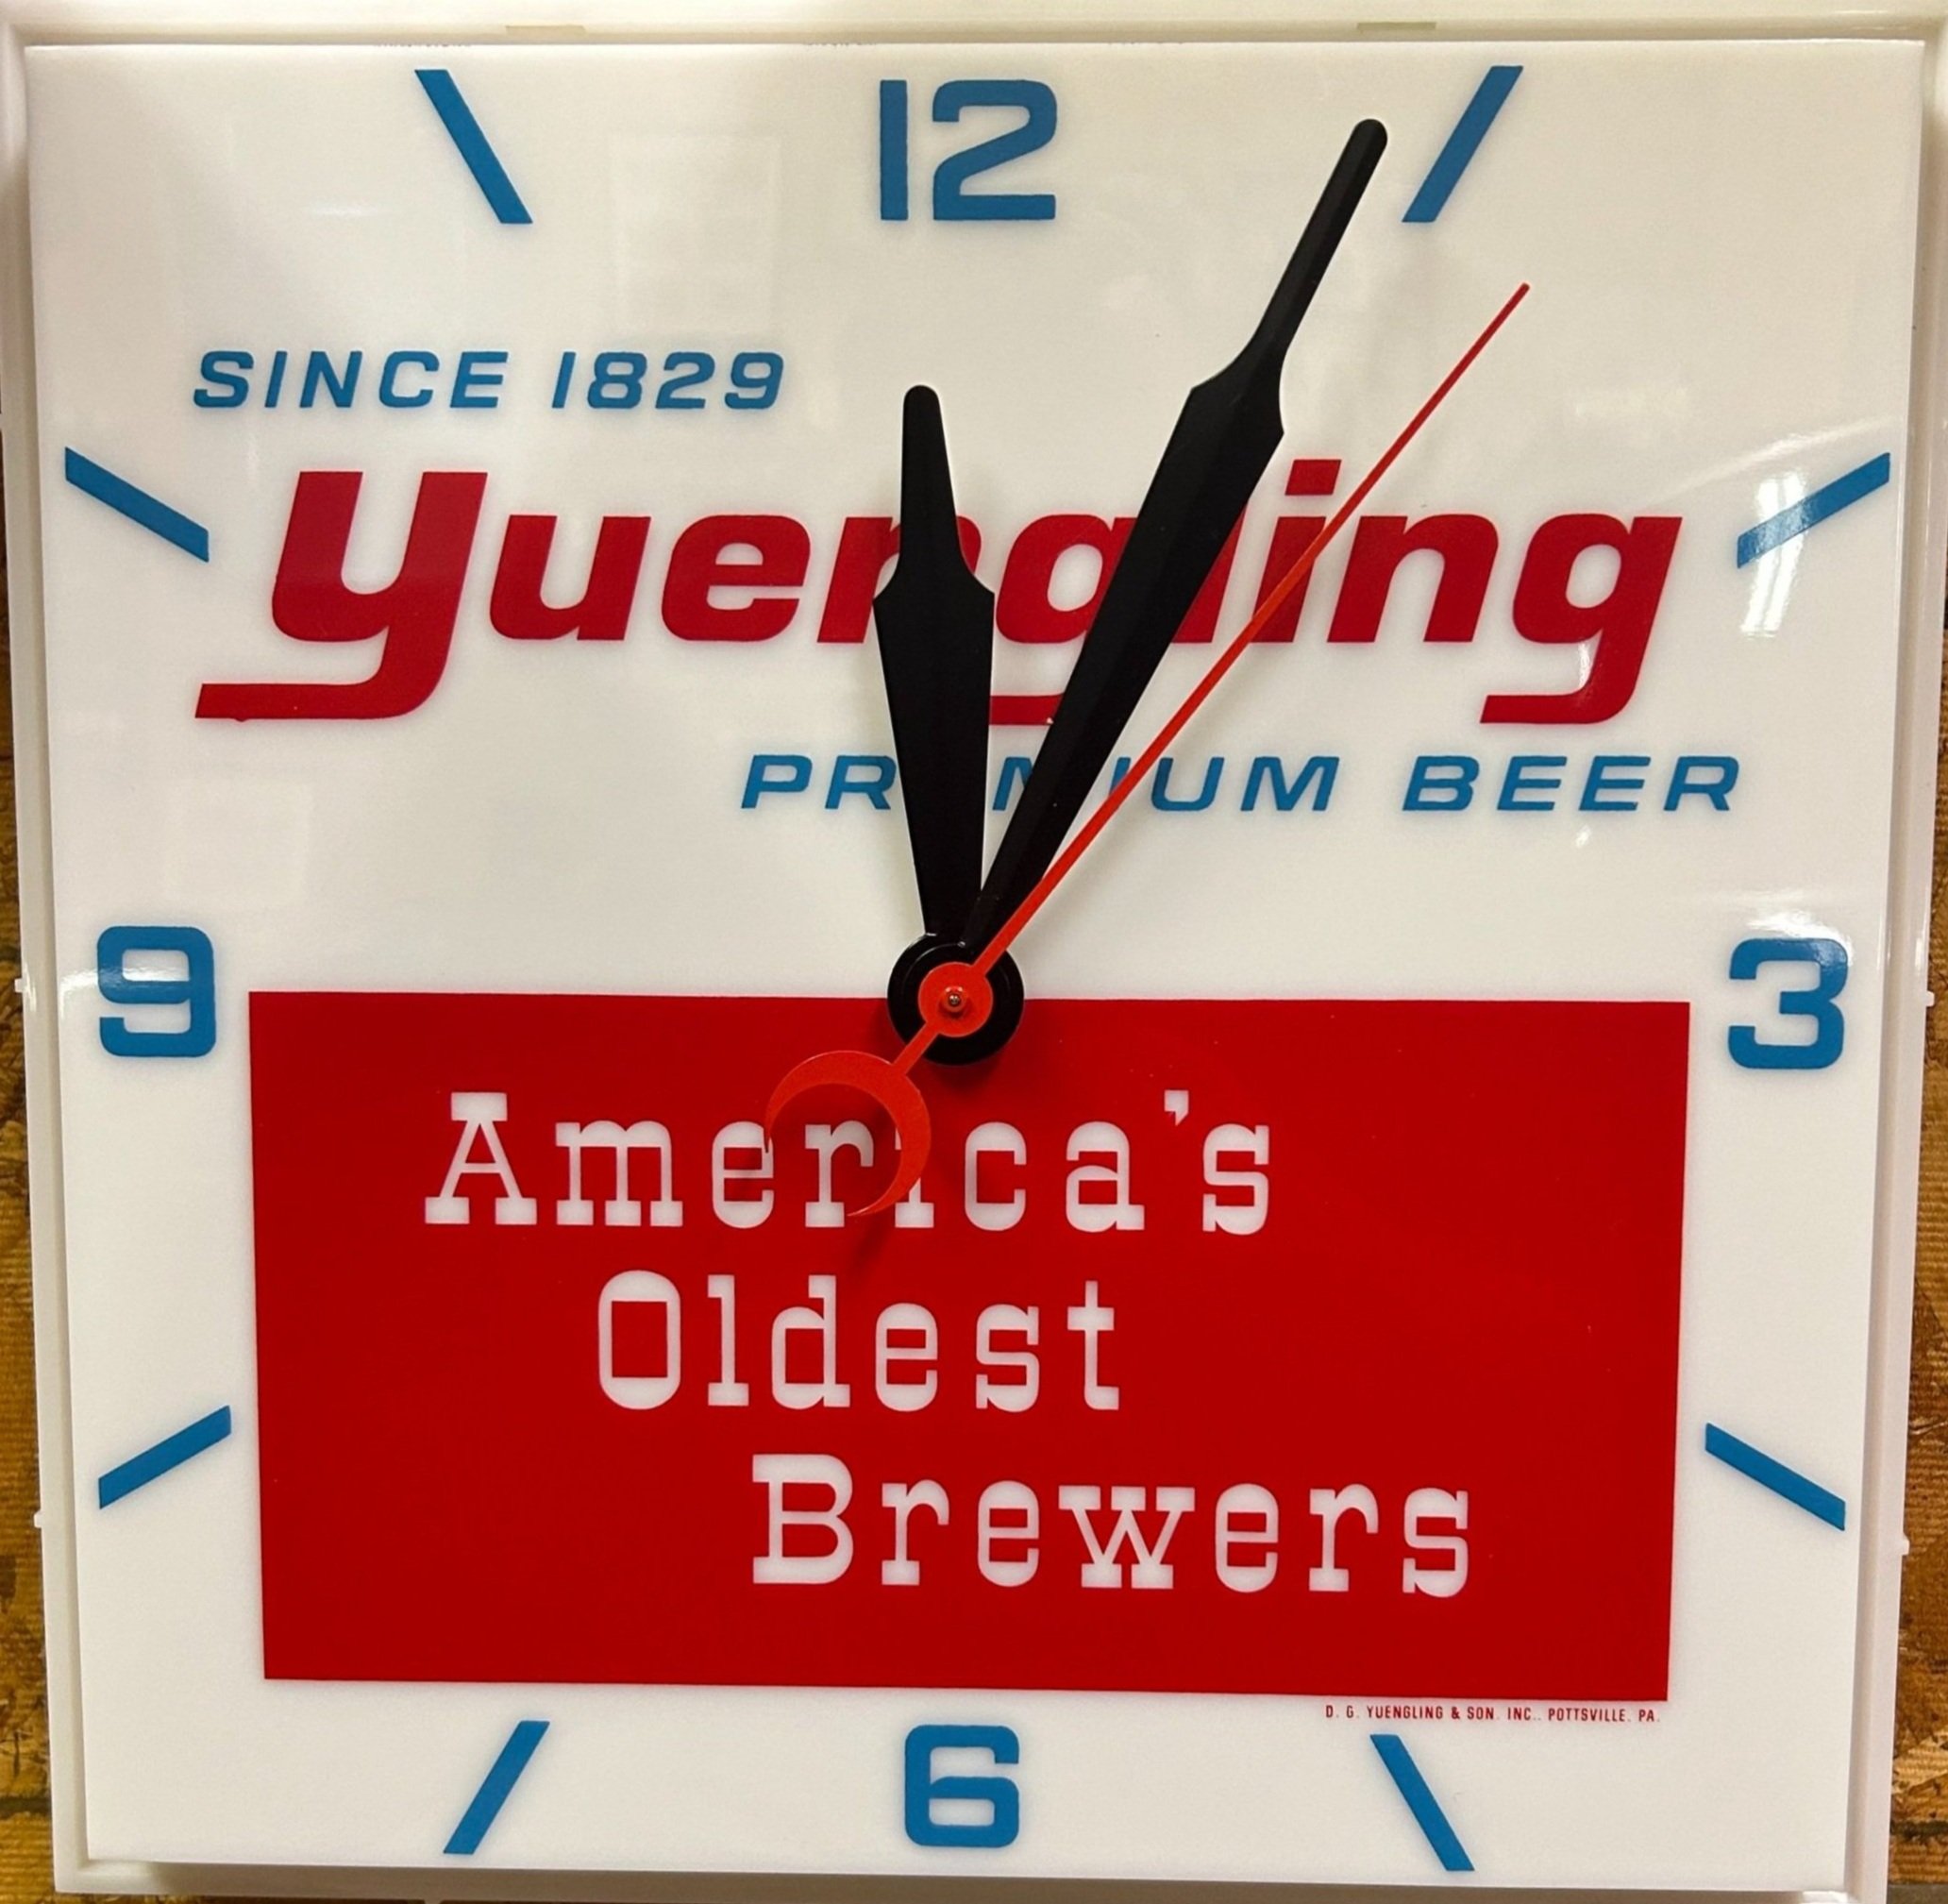 12
SINCE 1829
Yuengling
PREMIUM BEER
9
3
America's
Oldest
Brewers
D. G. YUENGLING & SON. INC.. POTTSVILLE. PA.
6